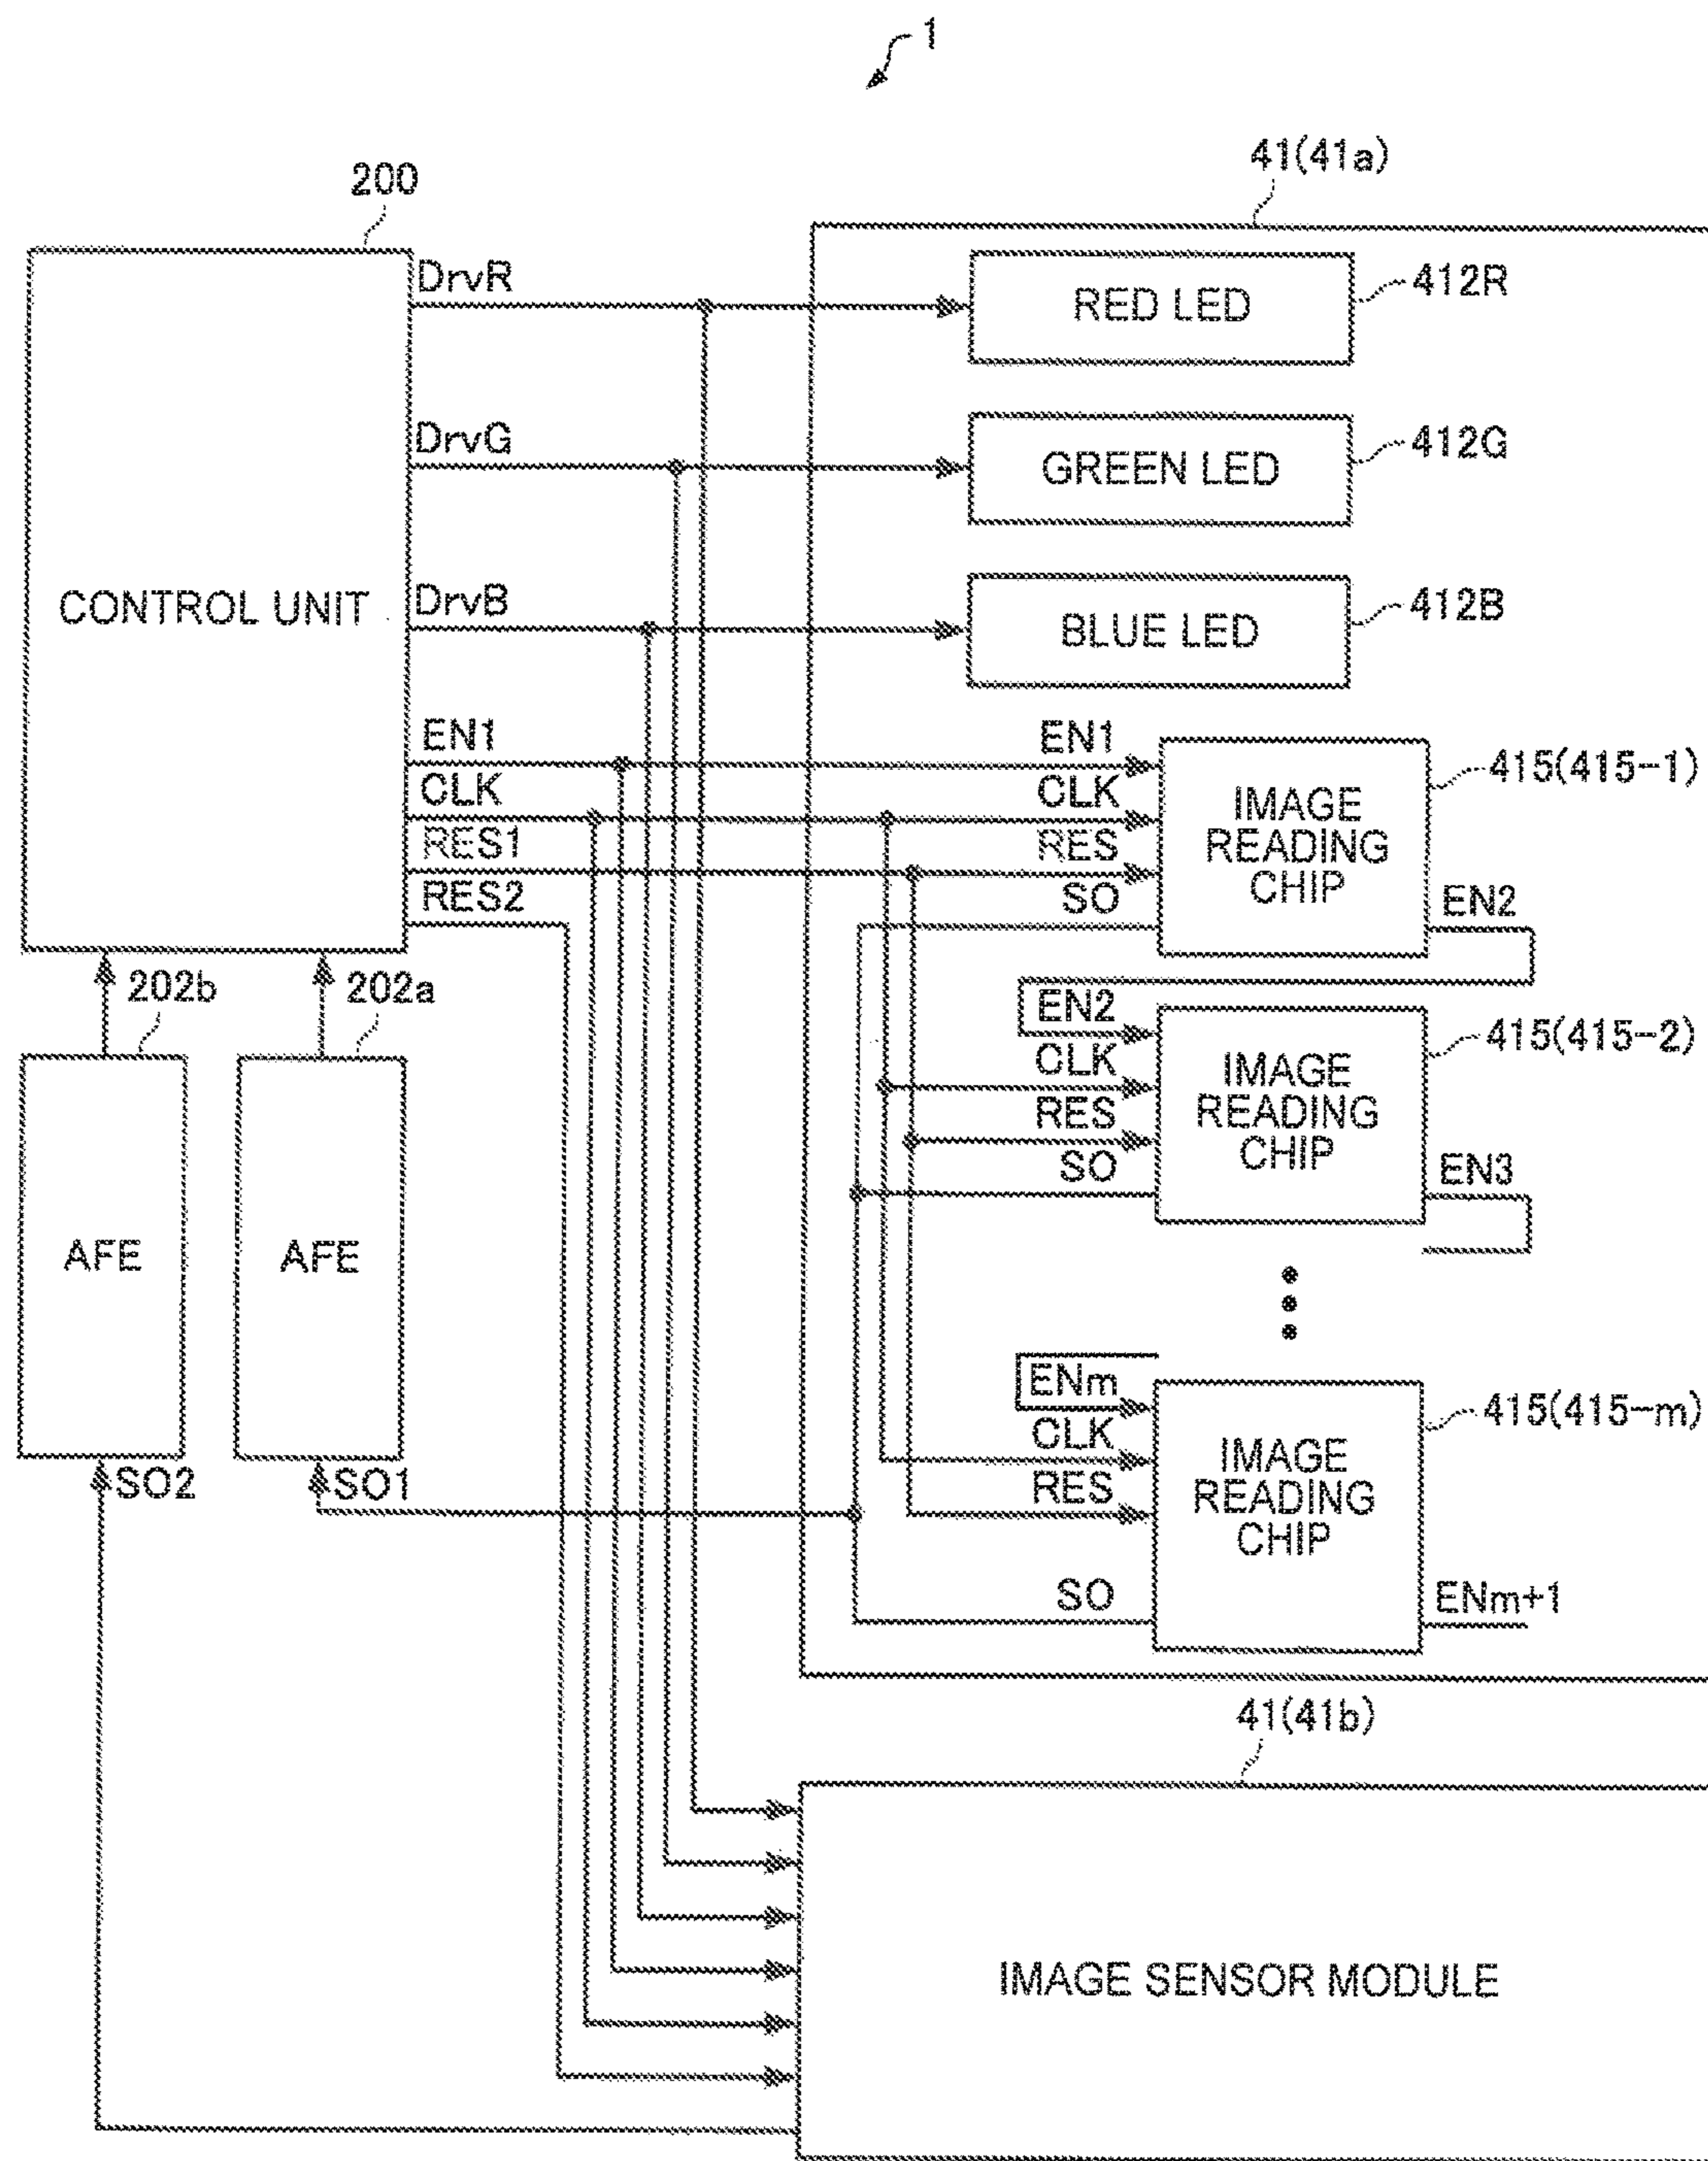 1
41(41a)
200
DrvR
RED LED
412R
DrvG
GREEN LED
412G
CONTROL UNIT
DrvB
BLUE LED
412B
EN1
EN1
CLK
CLK
RES1
RES
RES2
SO
IMAGE
READING
CHIP
415(415-1)
EN2
202b
202a
EN2
CLK
RES
SO
IMAGE
READING
CHIP
415(415-2)
EN3
AFE
AFE
ENm
CLK
RES
SO
IMAGE
READING
CHIP
415(415-m)
ENm+1
SO2
SO1
41(41b)
IMAGE SENSOR MODULE